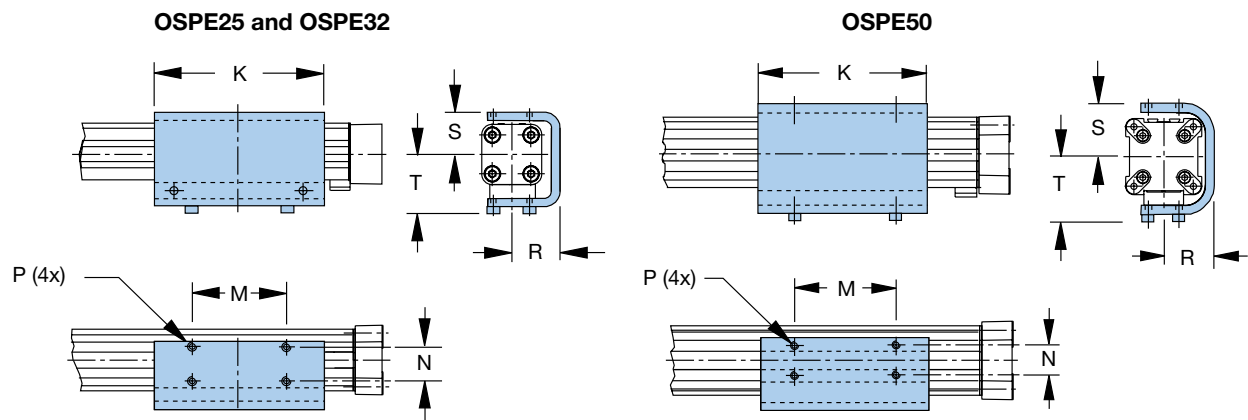 OSPE25 and OSPE32
K
S
T
R
P (4x)
M
N
OSPE50
K
S
T
R
P (4x)
M
N